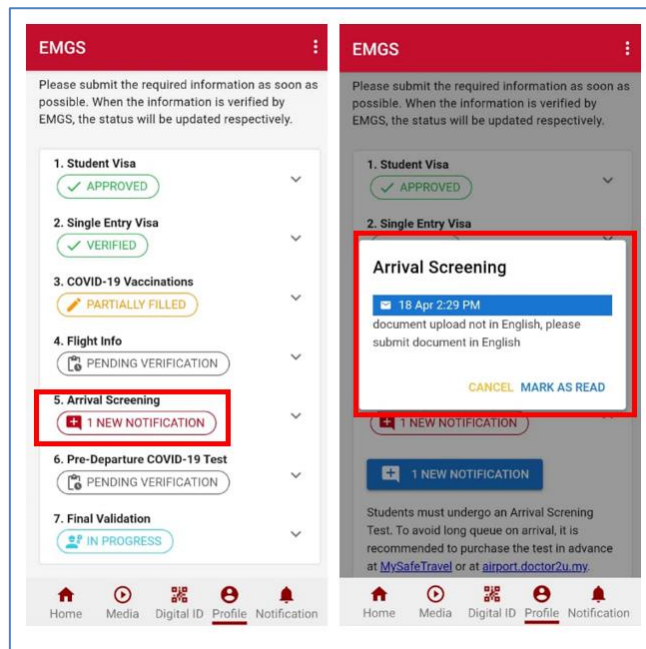 EMGS
Please submit the required information as soon as
possible. When the information is verified by
EMGS, the status will be updated respectively.
1. Student Visa
APPROVED
2. Single Entry Visa
VERIFIED
3. COVID-19 Vaccinations
PARTIALLY FILLED
4. Flight Info
PENDING VERIFICATION
5. Arrival Screening
1 NEW NOTIFICATION
6. Pre-Departure COVID-19 Test
PENDING VERIFICATION
7. Final Validation
IN PROGRESS
Home Media Digital ID Profile Notification
EMGS
Please submit the required information as soon as
possible. When the information is verified by
EMGS, the status will be updated respectively.
1. Student Visa
APPROVED
2. Single Entry Visa
Arrival Screening
18 Apr 2:29 PM
document upload not in English, please
submit document in English
CANCEL MARK AS READ
1 NEW NOTIFICATION
1 NEW NOTIFICATION
Students must undergo an Arrival Screning
Test. To avoid long queue on arrival, it is
recommended to purchase the test in advance
at MySafeTravel or at airport.doctor2u.my.
Home Media Digital ID Profile Notification